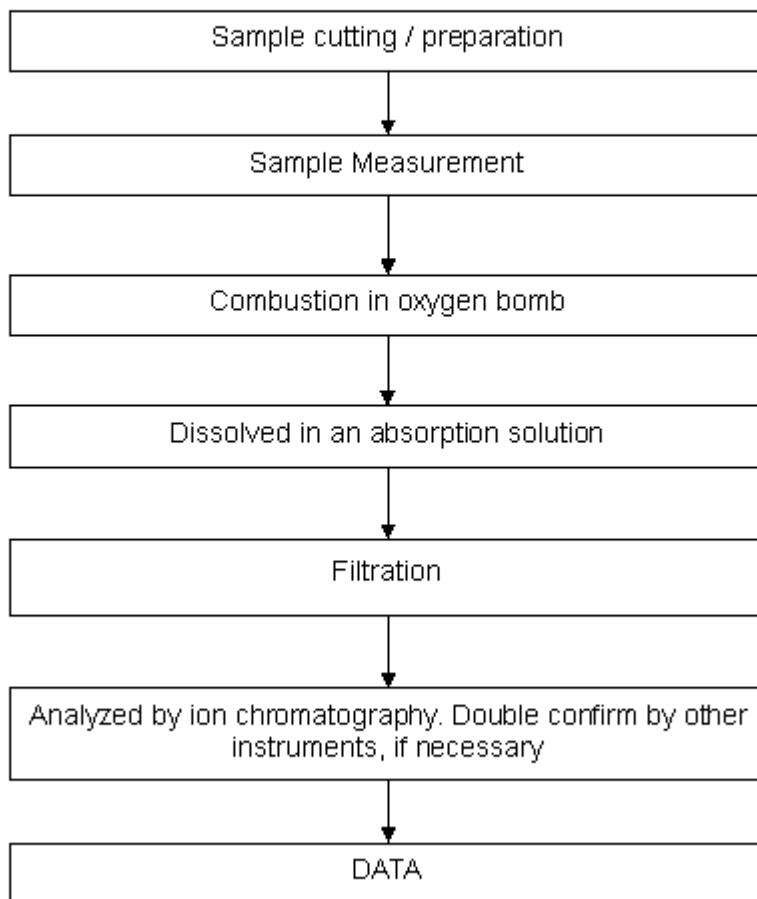 Sample cutting / preparation
Sample Measurement
Combustion in oxygen bomb
Dissolved in an absorption solution
Filtration
Analyzed by ion chromatography. Double confirm by other
instruments, if necessary
DATA